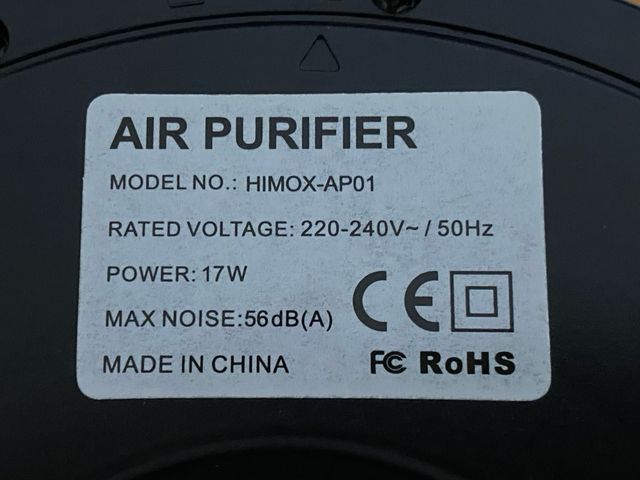 AIR PURIFIER
MODEL NO.: HIMOX-AP01
RATED VOLTAGE: 220-240V~ / 50Hz
POWER: 17W
MAX NOISE:56dB(A)
CE
MADE IN CHINA
FC RoHS